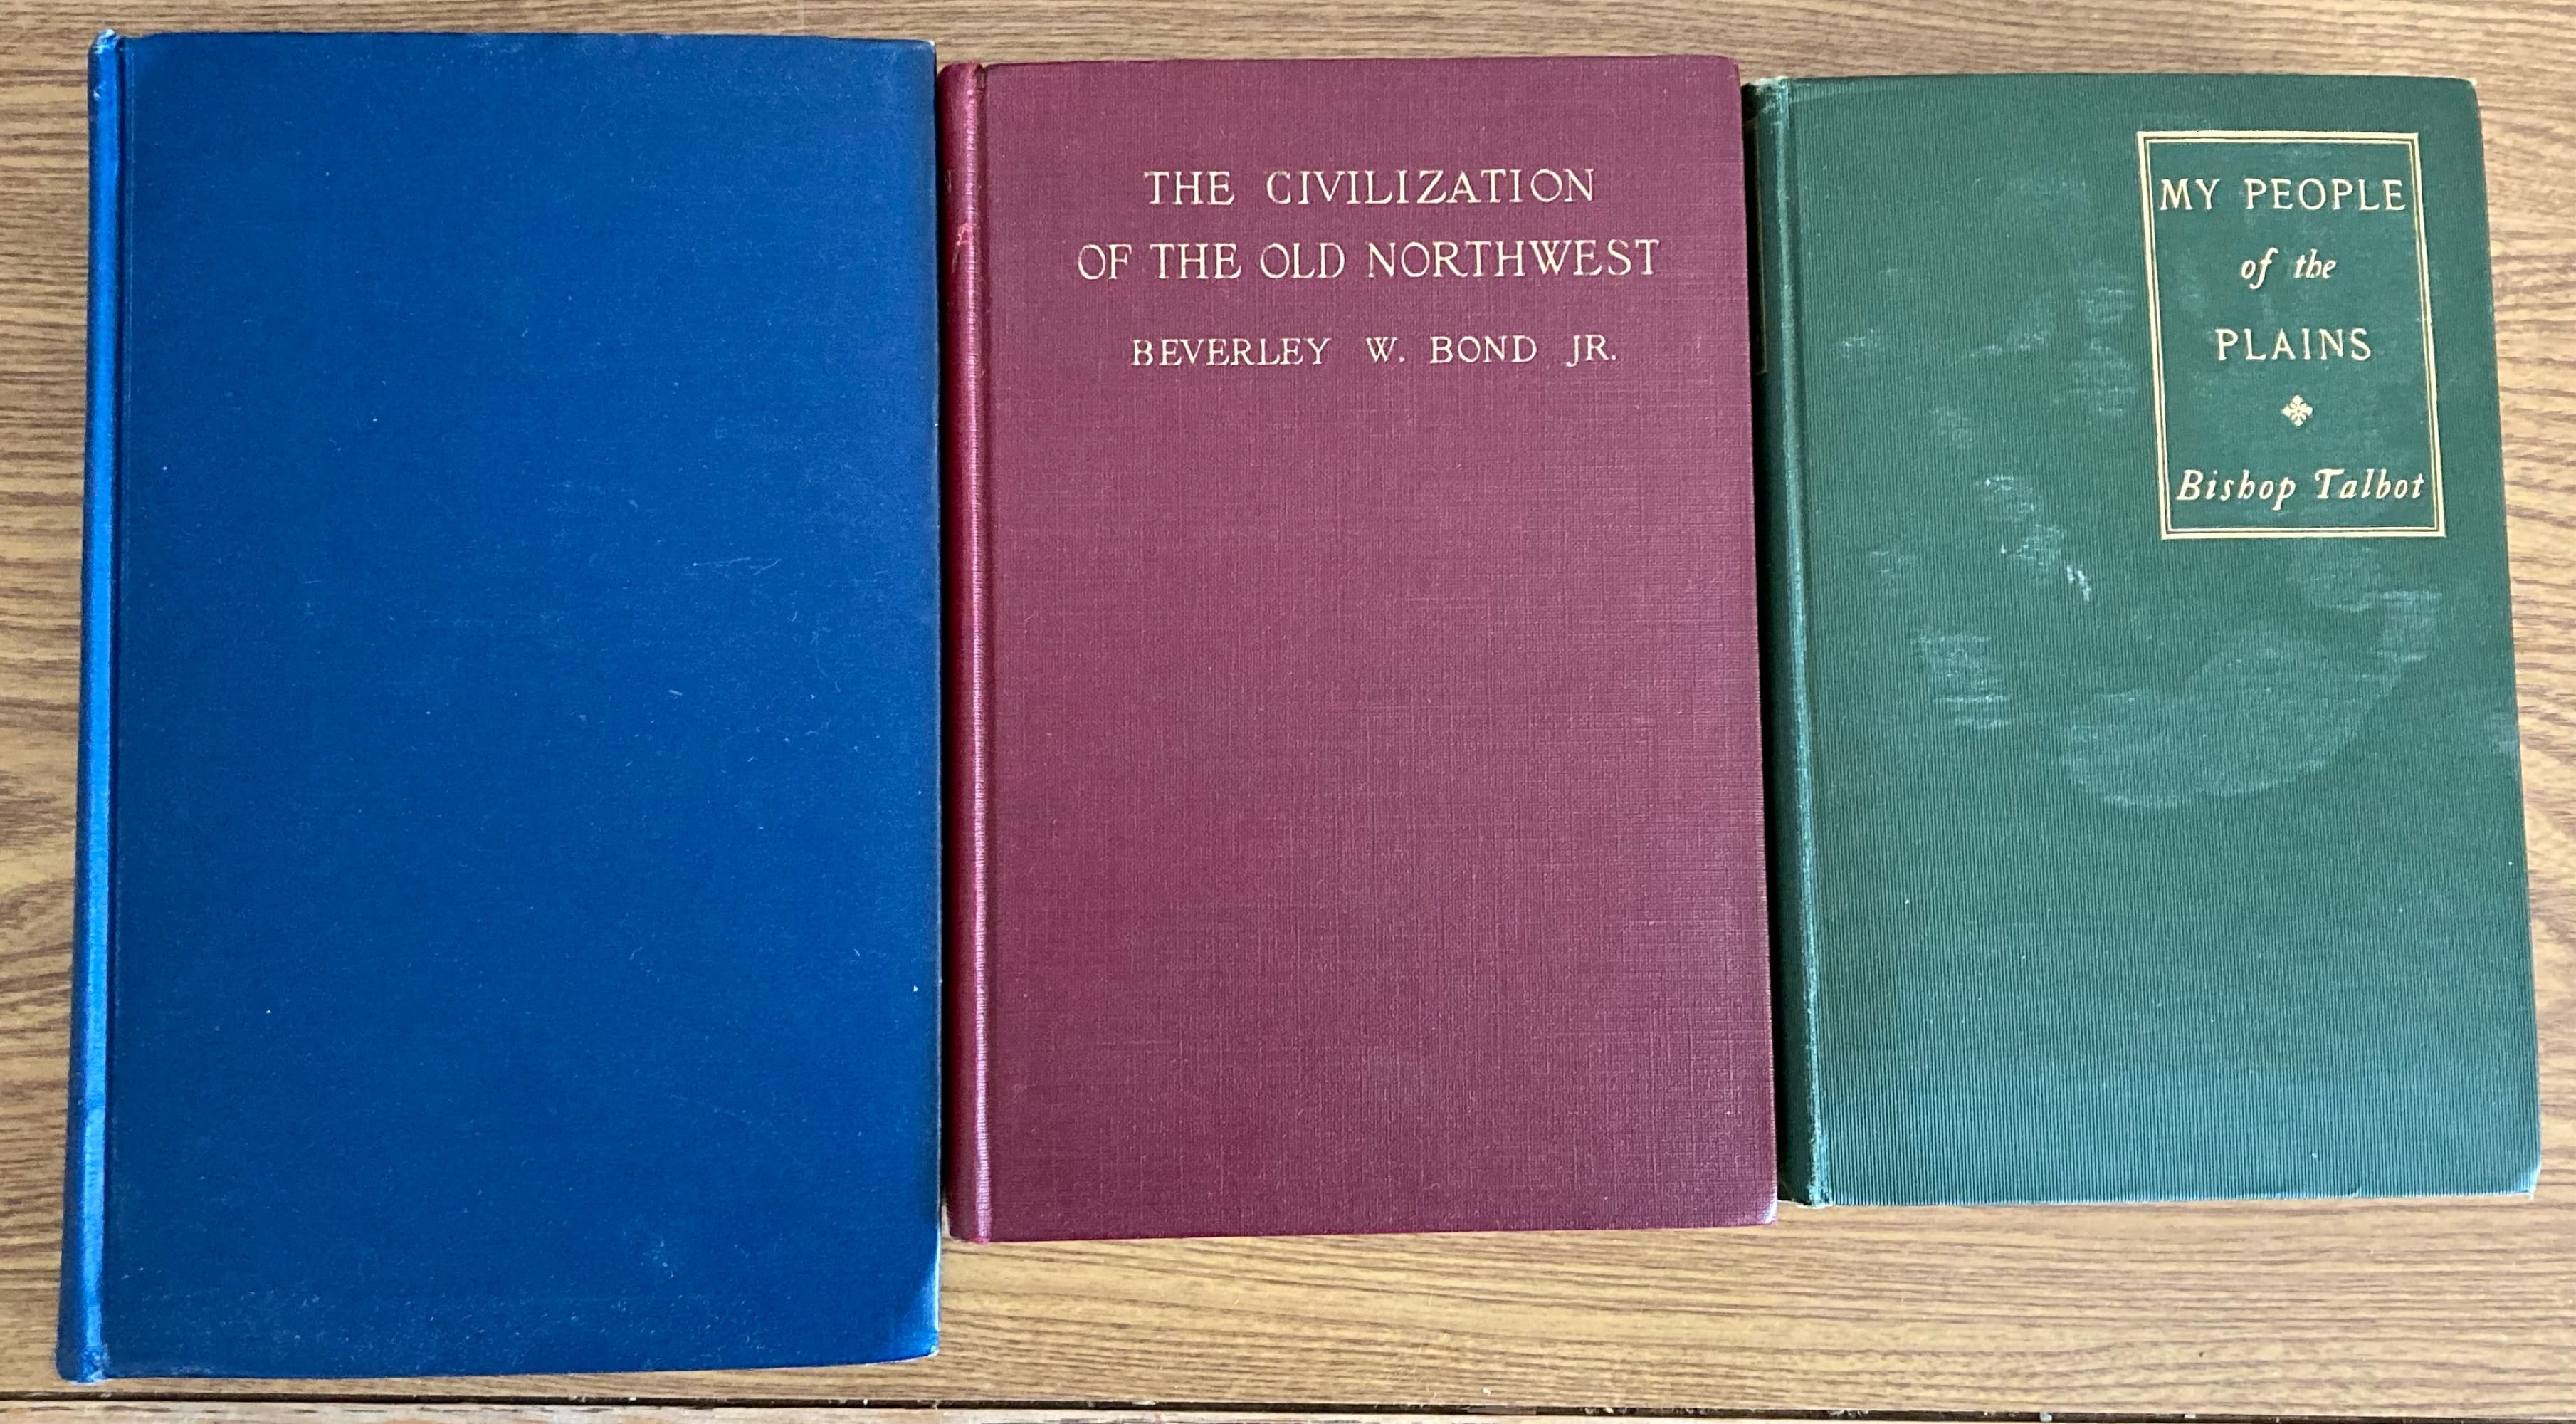 THE CIVILIZATION
OF THE OLD NORTHWEST
BEVERLEY W. BOND JR.
MY PEOPLE
of the
PLAINS
Bishop Talbot